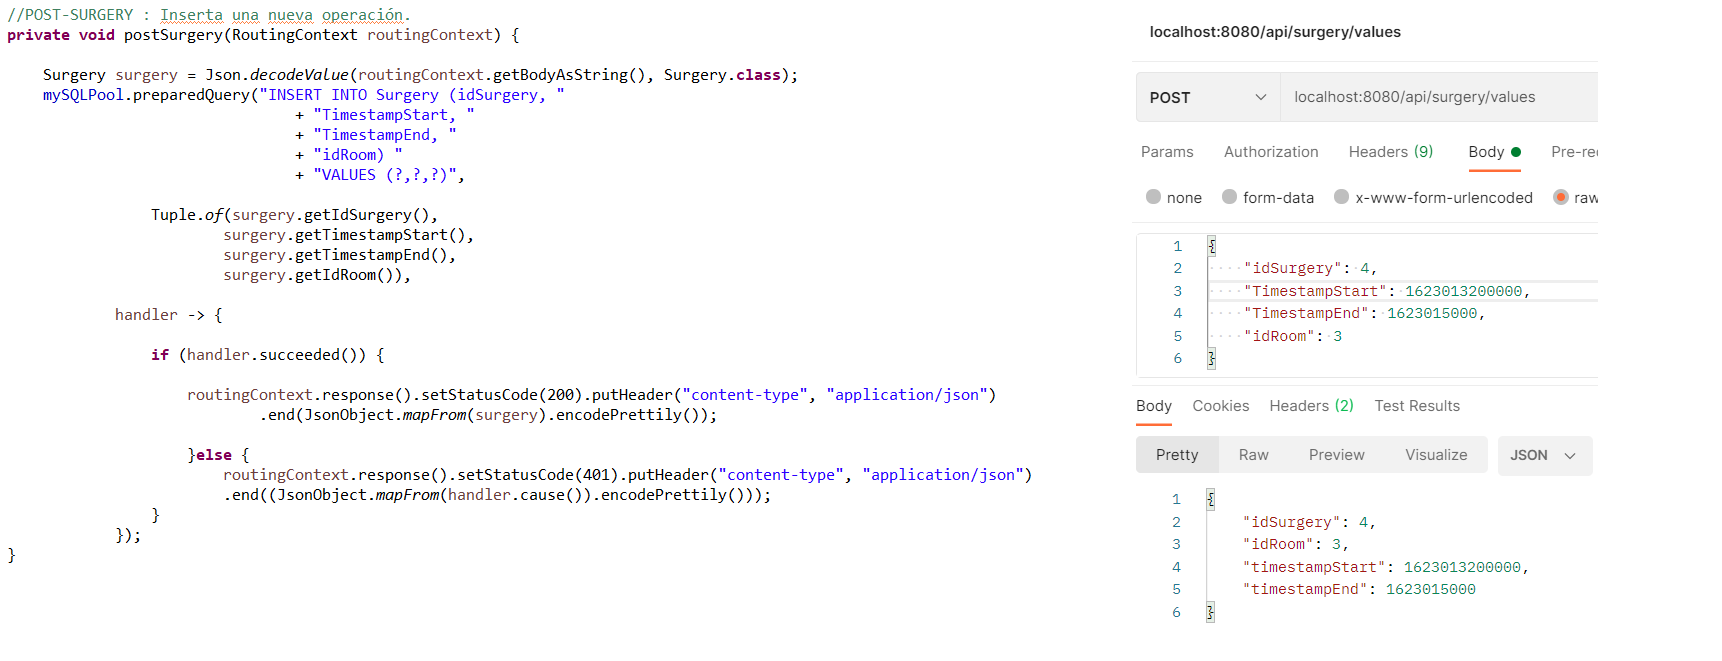 //POST-SURGERY : Inserta una nueva operación.
private void postSurgery(RoutingContext routingContext) {
Surgery surgery = Json.decodeValue(routingContext.getBodyAsString(), Surgery.class);
mySQLPool.preparedQuery("INSERT INTO Surgery (idSurgery, "
+ "TimestampStart, "
+ "TimestampEnd, "
+ "idRoom) "
+ "VALUES (?,?,?)",
Tuple.of(surgery.getIdSurgery(),
surgery.getTimestampStart(),
surgery.getTimestampEnd(),
surgery.getIdRoom()),
handler -> {
if (handler.succeeded()) {
routingContext.response().setStatusCode(200).putHeader("content-type", "application/json")
.end(JsonObject.mapFrom(surgery).encodePrettily());
}else {
routingContext.response().setStatusCode(401).putHeader("content-type", "application/json")
.end((JsonObject.mapFrom(handler.cause()).encodePrettily()));
}
});
}
localhost:8080/api/surgery/values
POST localhost:8080/api/surgery/values
Params Authorization Headers (9) Body Pre-rec
none form-data x-www-form-urlencoded raw
1 {
2 "idSurgery": 4,
3 "TimestampStart": 1623013200000,
4 "TimestampEnd": 1623015000,
5 "idRoom": 3
6 }
Body Cookies Headers (2) Test Results
Pretty Raw Preview Visualize JSON
1 {
2 "idSurgery": 4,
3 "idRoom": 3,
4 "timestampStart": 1623013200000,
5 "timestampEnd": 1623015000
6 }